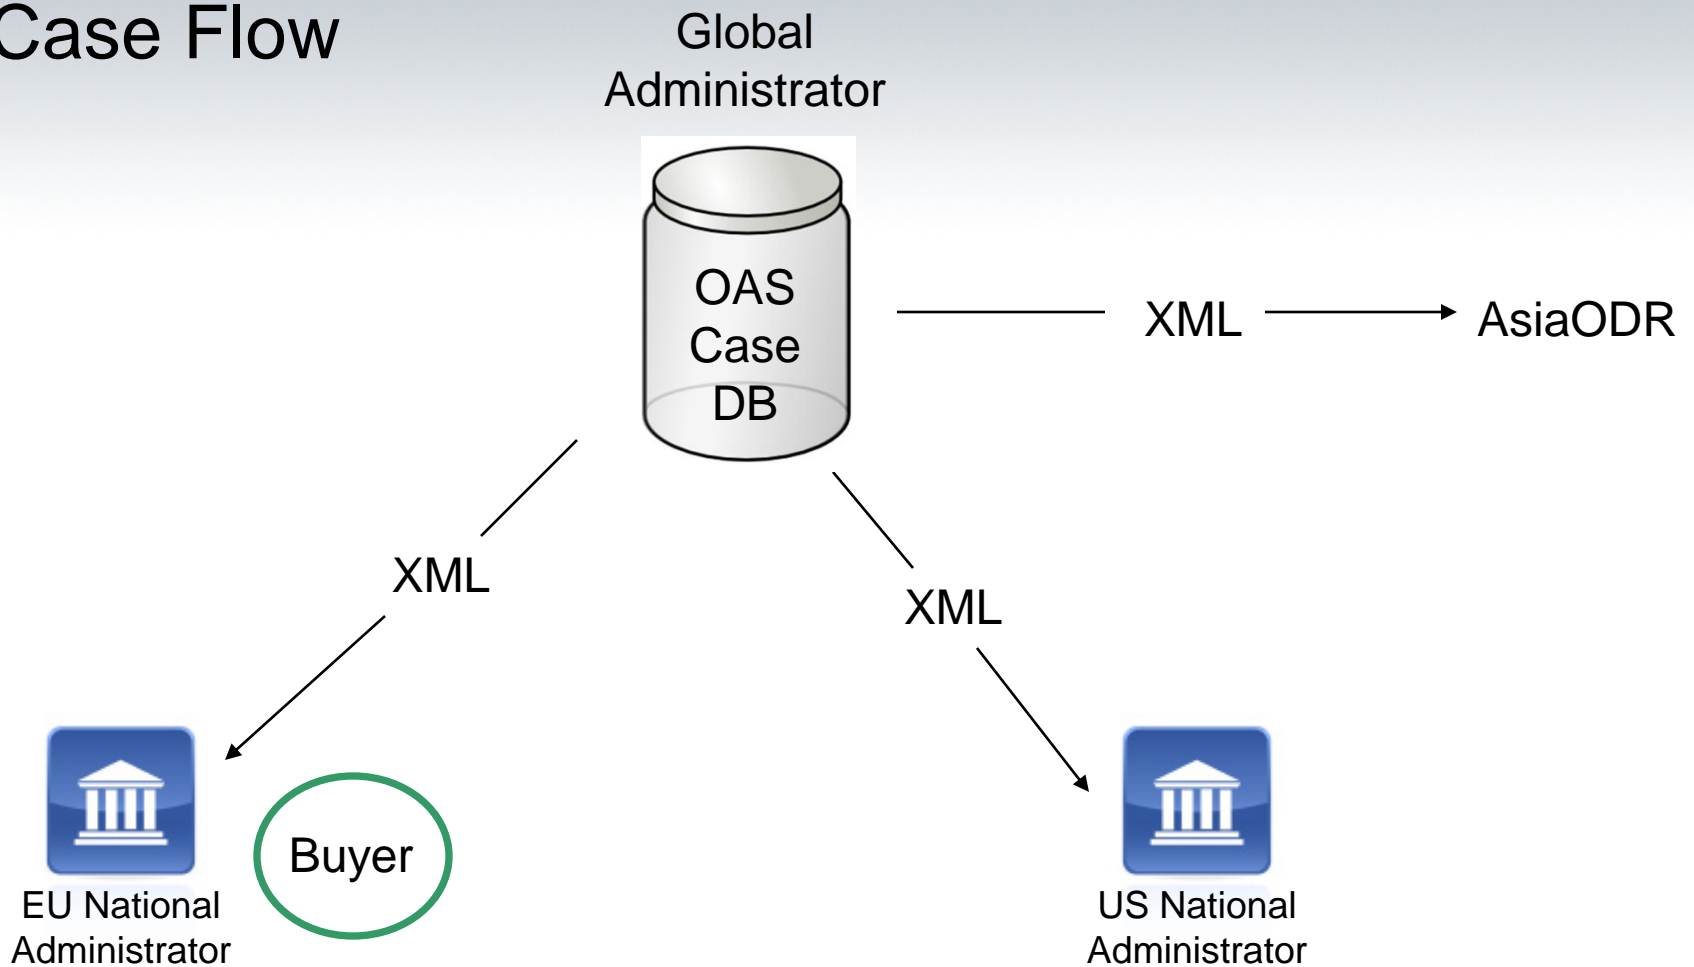 Case Flow
Global
Administrator
OAS
Case
DB
XML
AsiaODR
XML
XML
Buyer
EU National
Administrator
US National
Administrator